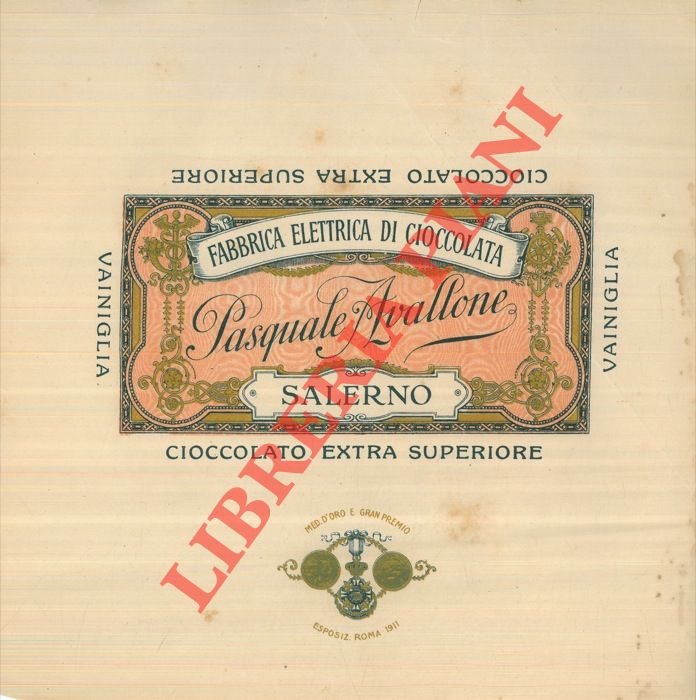 CIOCCOLATO EXTRA SUPERIORE
FABBRICA ELETTRICA DI CIOCCOLATA
Pasquale Avallone
SALERNO
VAINIGLIA
VAINIGLIA
CIOCCOLATO EXTRA SUPERIORE
MED. D'ORO E GRAN PREMIO
ESPOSIZ. ROMA 1911
LIBRERIA PIANI